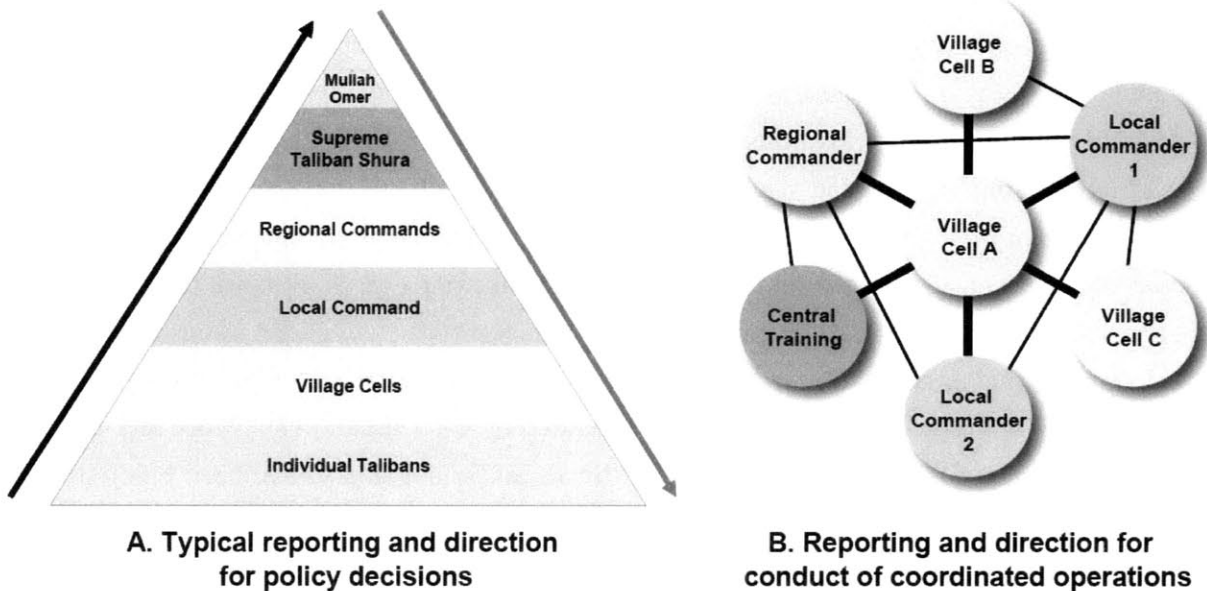 Mullah
Omer
Supreme
Taliban Shura
Regional Commands
Local Command
Village Cells
Individual Talibans
A. Typical reporting and direction
for policy decisions
Village
Cell B
Regional
Commander
Local
Commander
1
Village
Cell A
Central
Training
Village
Cell C
Local
Commander
2
B. Reporting and direction for
conduct of coordinated operations